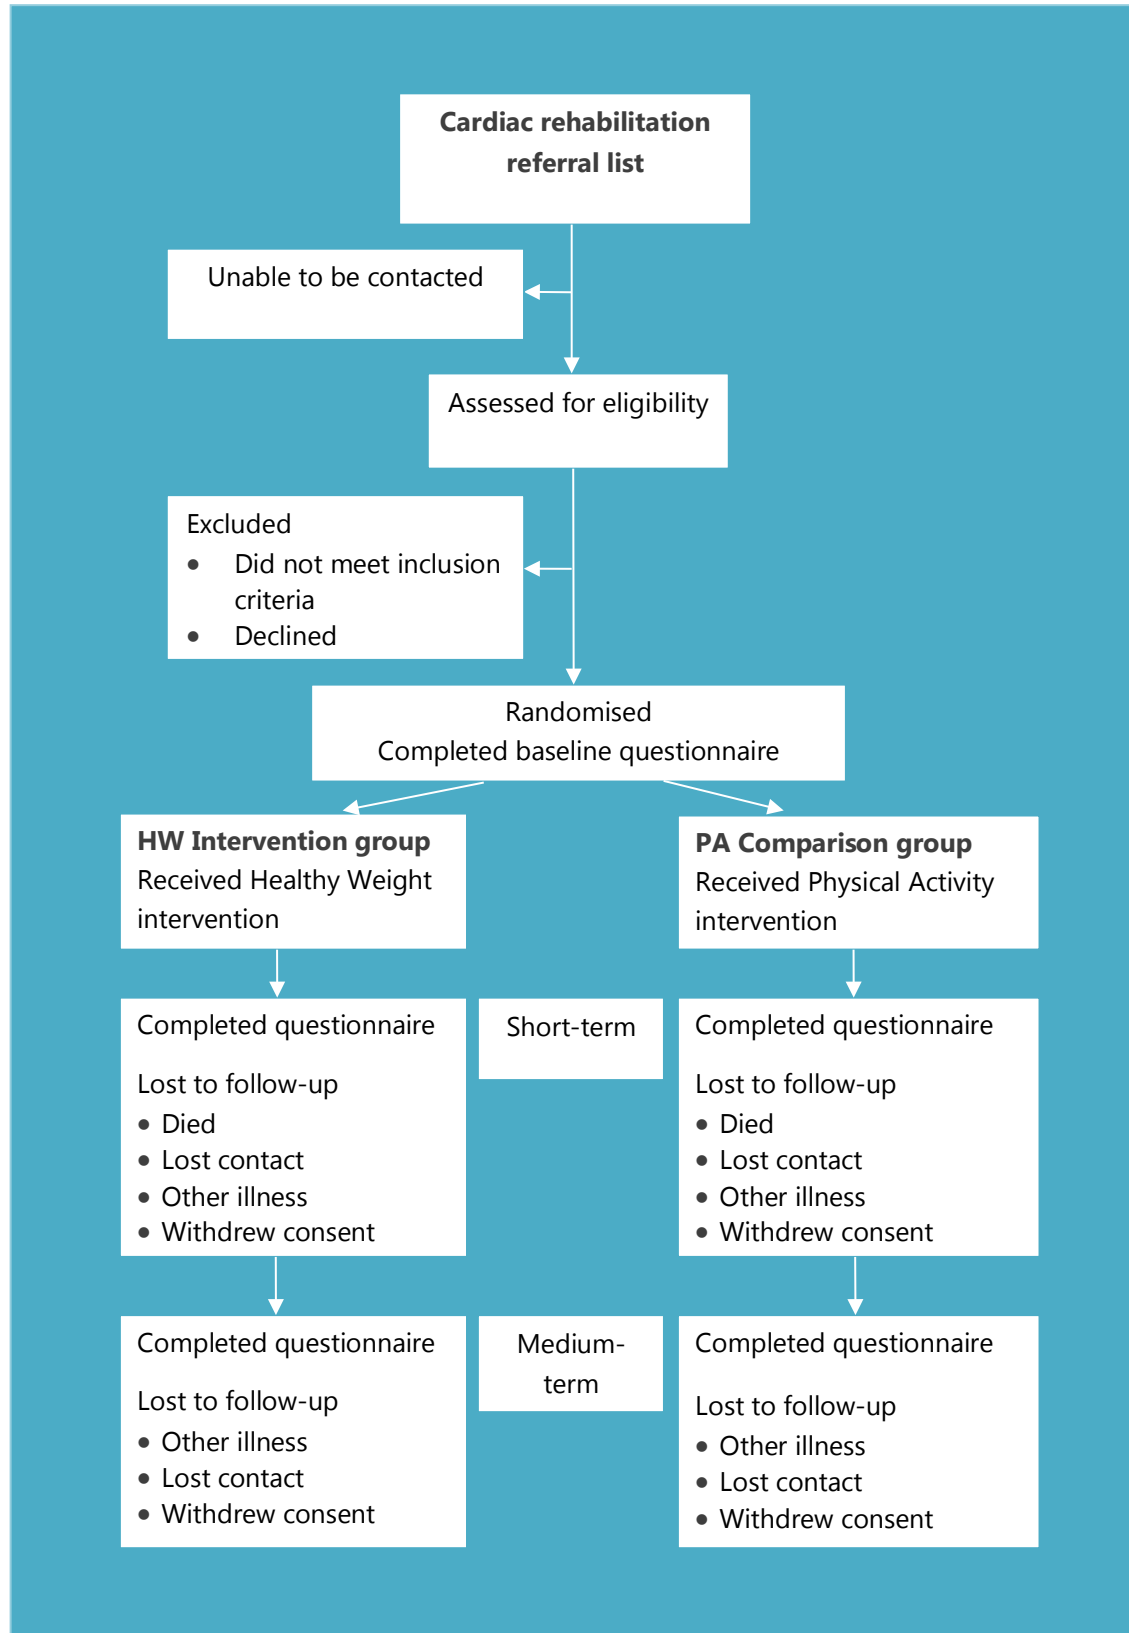 Cardiac rehabilitation
referral list
Unable to be contacted
Assessed for eligibility
Excluded
• Did not meet inclusion
criteria
• Declined
Randomised
Completed baseline questionnaire
HW Intervention group
Received Healthy Weight
intervention
PA Comparison group
Received Physical Activity
intervention
Completed questionnaire
Lost to follow-up
• Died
• Lost contact
• Other illness
• Withdrew consent
Short-term
Completed questionnaire
Lost to follow-up
• Died
• Lost contact
• Other illness
• Withdrew consent
Completed questionnaire
Lost to follow-up
• Other illness
• Lost contact
• Withdrew consent
Medium-
term
Completed questionnaire
Lost to follow-up
• Other illness
• Lost contact
• Withdrew consent